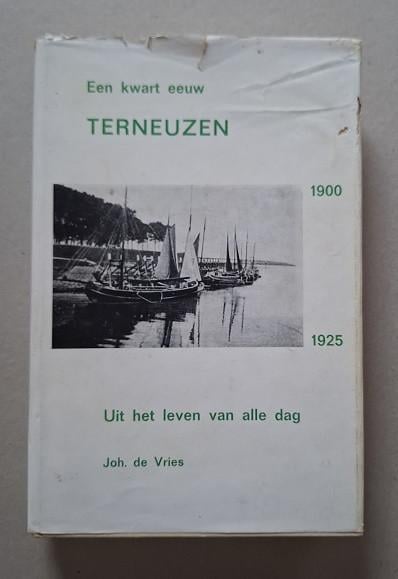 Een kwart eeuw
TERNEUZEN
1900
1925
Uit het leven van alle dag
Joh. de Vries